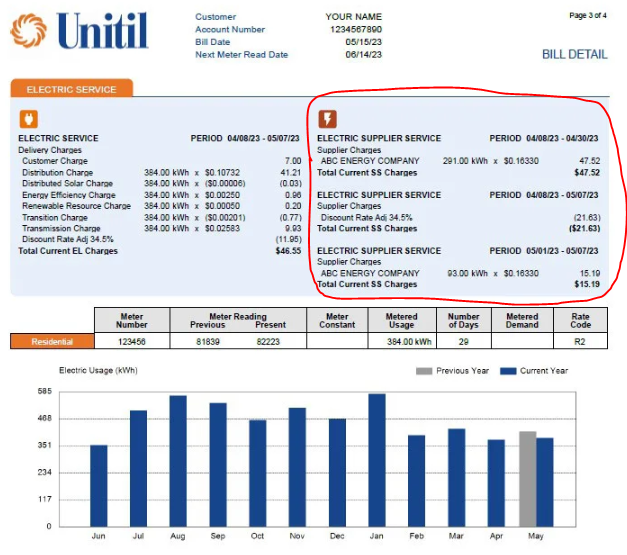 Unitil
Customer YOUR NAME
Account Number 1234567890
Bill Date 05/15/23
Next Meter Read Date 06/14/23
Page 3 of 4
BILL DETAIL
ELECTRIC SERVICE
ELECTRIC SERVICE PERIOD 04/08/23 - 05/07/23
Delivery Charges
Customer Charge 7.00
Distribution Charge 384.00 kWh x $0.10732 41.21
Distributed Solar Charge 384.00 kWh x ($0.00006) (0.03)
Energy Efficiency Charge 384.00 kWh x $0.00250 0.96
Renewable Resource Charge 384.00 kWh x $0.00050 0.20
Transition Charge 384.00 kWh x ($0.00201) (0.77)
Transmission Charge 384.00 kWh x $0.02583 9.93
Discount Rate Adj 34.5% (11.95)
Total Current EL Charges $46.55
ELECTRIC SUPPLIER SERVICE PERIOD 04/08/23 - 04/30/23
Supplier Charges
ABC ENERGY COMPANY 291.00 kWh x $0.16330 47.52
Total Current SS Charges $47.52
ELECTRIC SUPPLIER SERVICE PERIOD 04/08/23 - 05/07/23
Supplier Charges
Discount Rate Adj 34.5% (21.63)
Total Current SS Charges ($21.63)
ELECTRIC SUPPLIER SERVICE PERIOD 05/01/23 - 05/07/23
Supplier Charges
ABC ENERGY COMPANY 93.00 kWh x $0.16330 15.19
Total Current SS Charges $15.19
Meter Number Meter Reading Previous Present Meter Constant Metered Usage Number of Days Metered Demand Rate Code
Residential 123456 81839 82223 384.00 kWh 29 R2
Electric Usage (kWh) Previous Year Current Year
585
468
351
234
117
0
Jun Jul Aug Sep Oct Nov Dec Jan Feb Mar Apr May